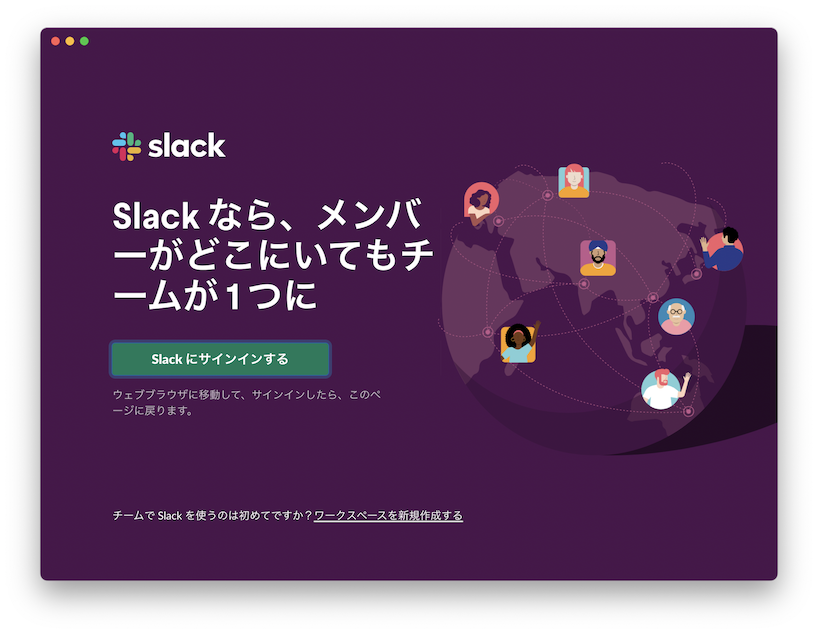 slack
Slack なら、メンバ
ーがどこにいてもチ
ームが 1 つに
Slack にサインインする
ウェブブラウザに移動して、サインインしたら、このペ
ージに戻ります。
チームで Slack を使うのは初めてですか？ワークスペースを新規作成する